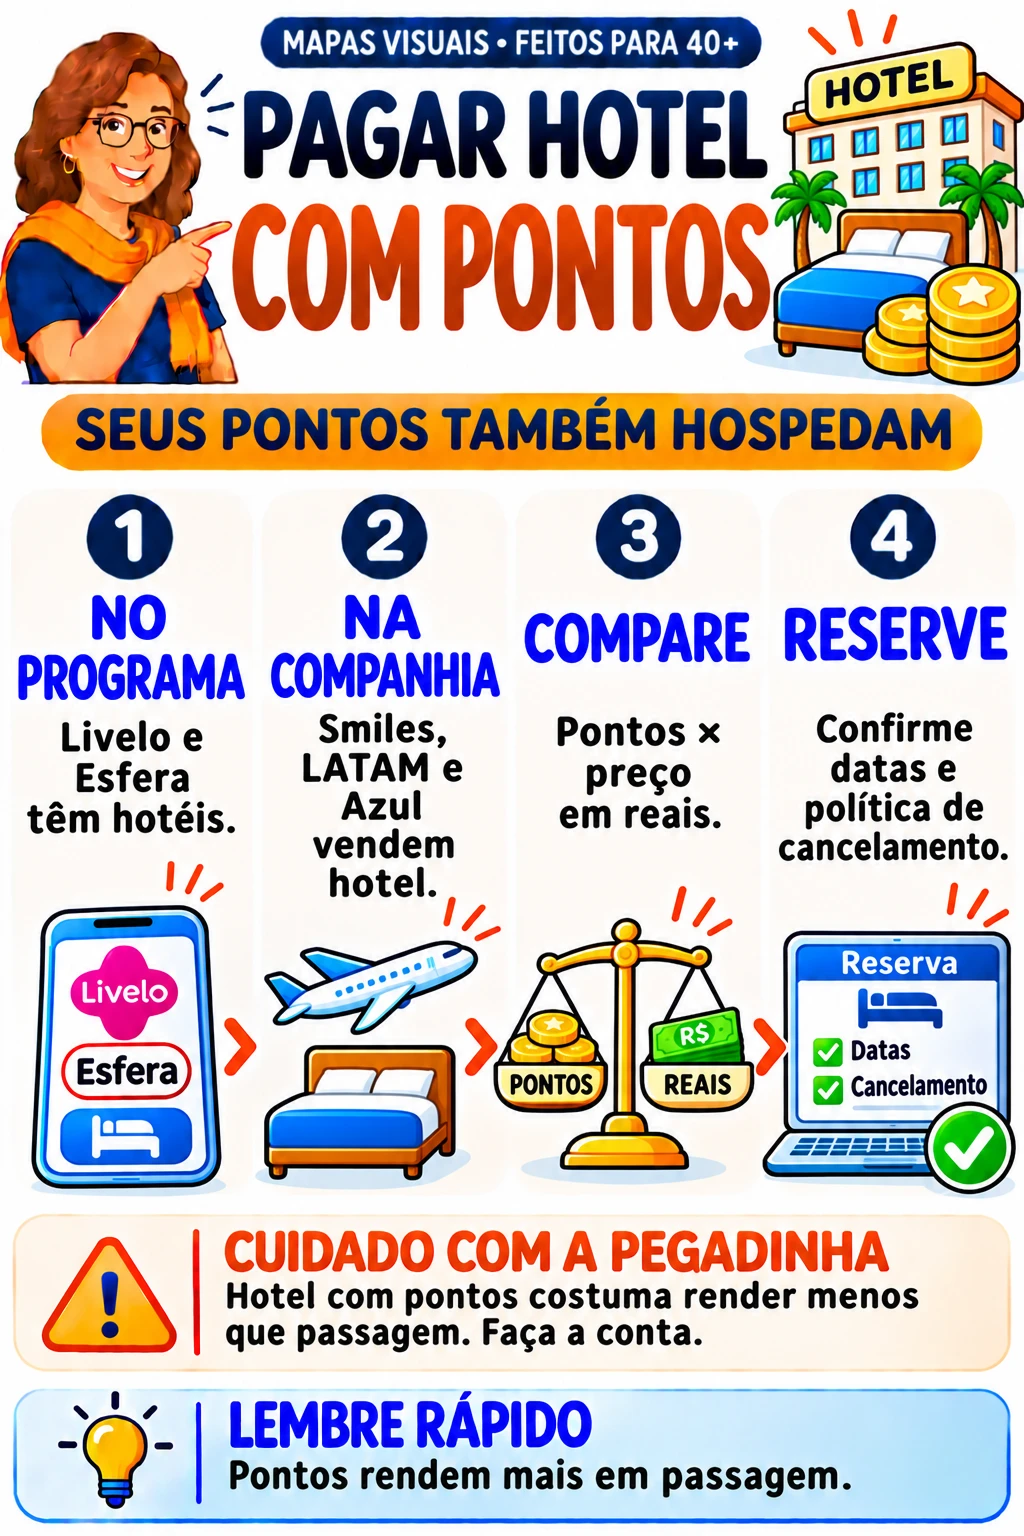 MAPAS VISUAIS • FEITOS PARA 40+
PAGAR HOTEL
COM PONTOS
HOTEL
SEUS PONTOS TAMBÉM HOSPEDAM
1
NO
PROGRAMA
Livelo e
Esfera
têm hotéis.
Livelo
Esfera
2
NA
COMPANHIA
Smiles,
LATAM e
Azul
vendem
hotel.
3
COMPARE
Pontos ×
preço
em reais.
R$
PONTOS
REAIS
4
RESERVE
Confirme
datas e
política de
cancelamento.
Reserva
Datas
Cancelamento
CUIDADO COM A PEGADINHA
Hotel com pontos costuma render menos
que passagem. Faça a conta.
LEMBRE RÁPIDO
Pontos rendem mais em passagem.